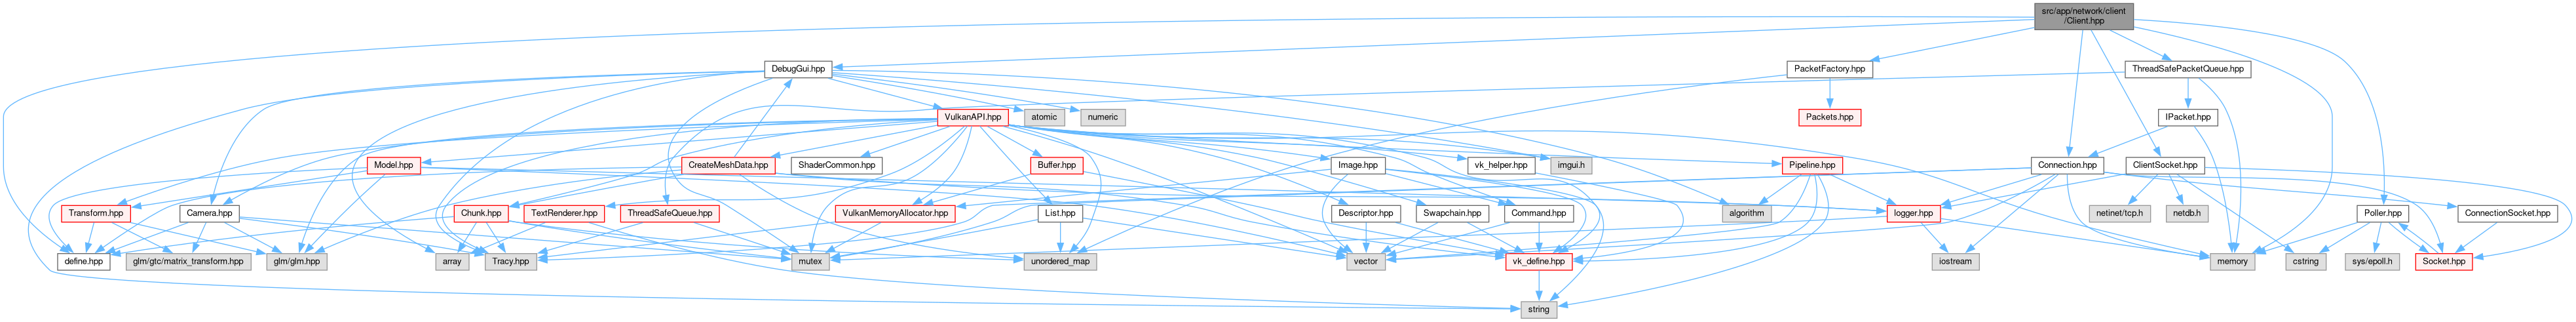 src/app/network/client
/Client.hpp
DebugGui.hpp
PacketFactory.hpp
ThreadSafePacketQueue.hpp
VulkanAPI.hpp
atomic
numeric
Packets.hpp
IPacket.hpp
Model.hpp
CreateMeshData.hpp
ShaderCommon.hpp
Buffer.hpp
Image.hpp
vk_helper.hpp
imgui.h
Pipeline.hpp
Connection.hpp
ClientSocket.hpp
Transform.hpp
Camera.hpp
Chunk.hpp
TextRenderer.hpp
ThreadSafeQueue.hpp
VulkanMemoryAllocator.hpp
List.hpp
Descriptor.hpp
Swapchain.hpp
Command.hpp
algorithm
logger.hpp
netinet/tcp.h
netdb.h
Poller.hpp
ConnectionSocket.hpp
define.hpp
glm/gtc/matrix_transform.hpp
glm/glm.hpp
array
Tracy.hpp
mutex
unordered_map
vector
vk_define.hpp
iostream
memory
cstring
sys/epoll.h
Socket.hpp
string